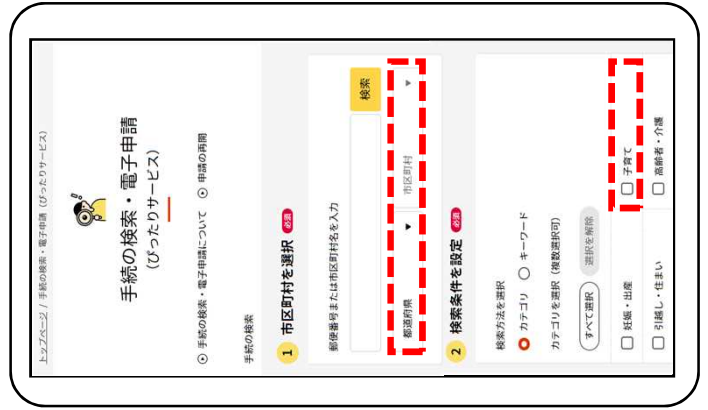 トップページ / 手続の検索・電子申請 (ぴったりサービス)
手続の検索・電子申請
(ぴったりサービス)
手続の検索・電子申請について 申請の再開
手続の検索
1 市区町村を選択 必須
郵便番号または市区町村名を入力
検索
都道府県 市区町村
2 検索条件を設定 必須
検索方法を選択
カテゴリ キーワード
カテゴリを選択 (複数選択可)
すべて選択 選択を解除
妊娠・出産 子育て
引越し・住まい 高齢者・介護